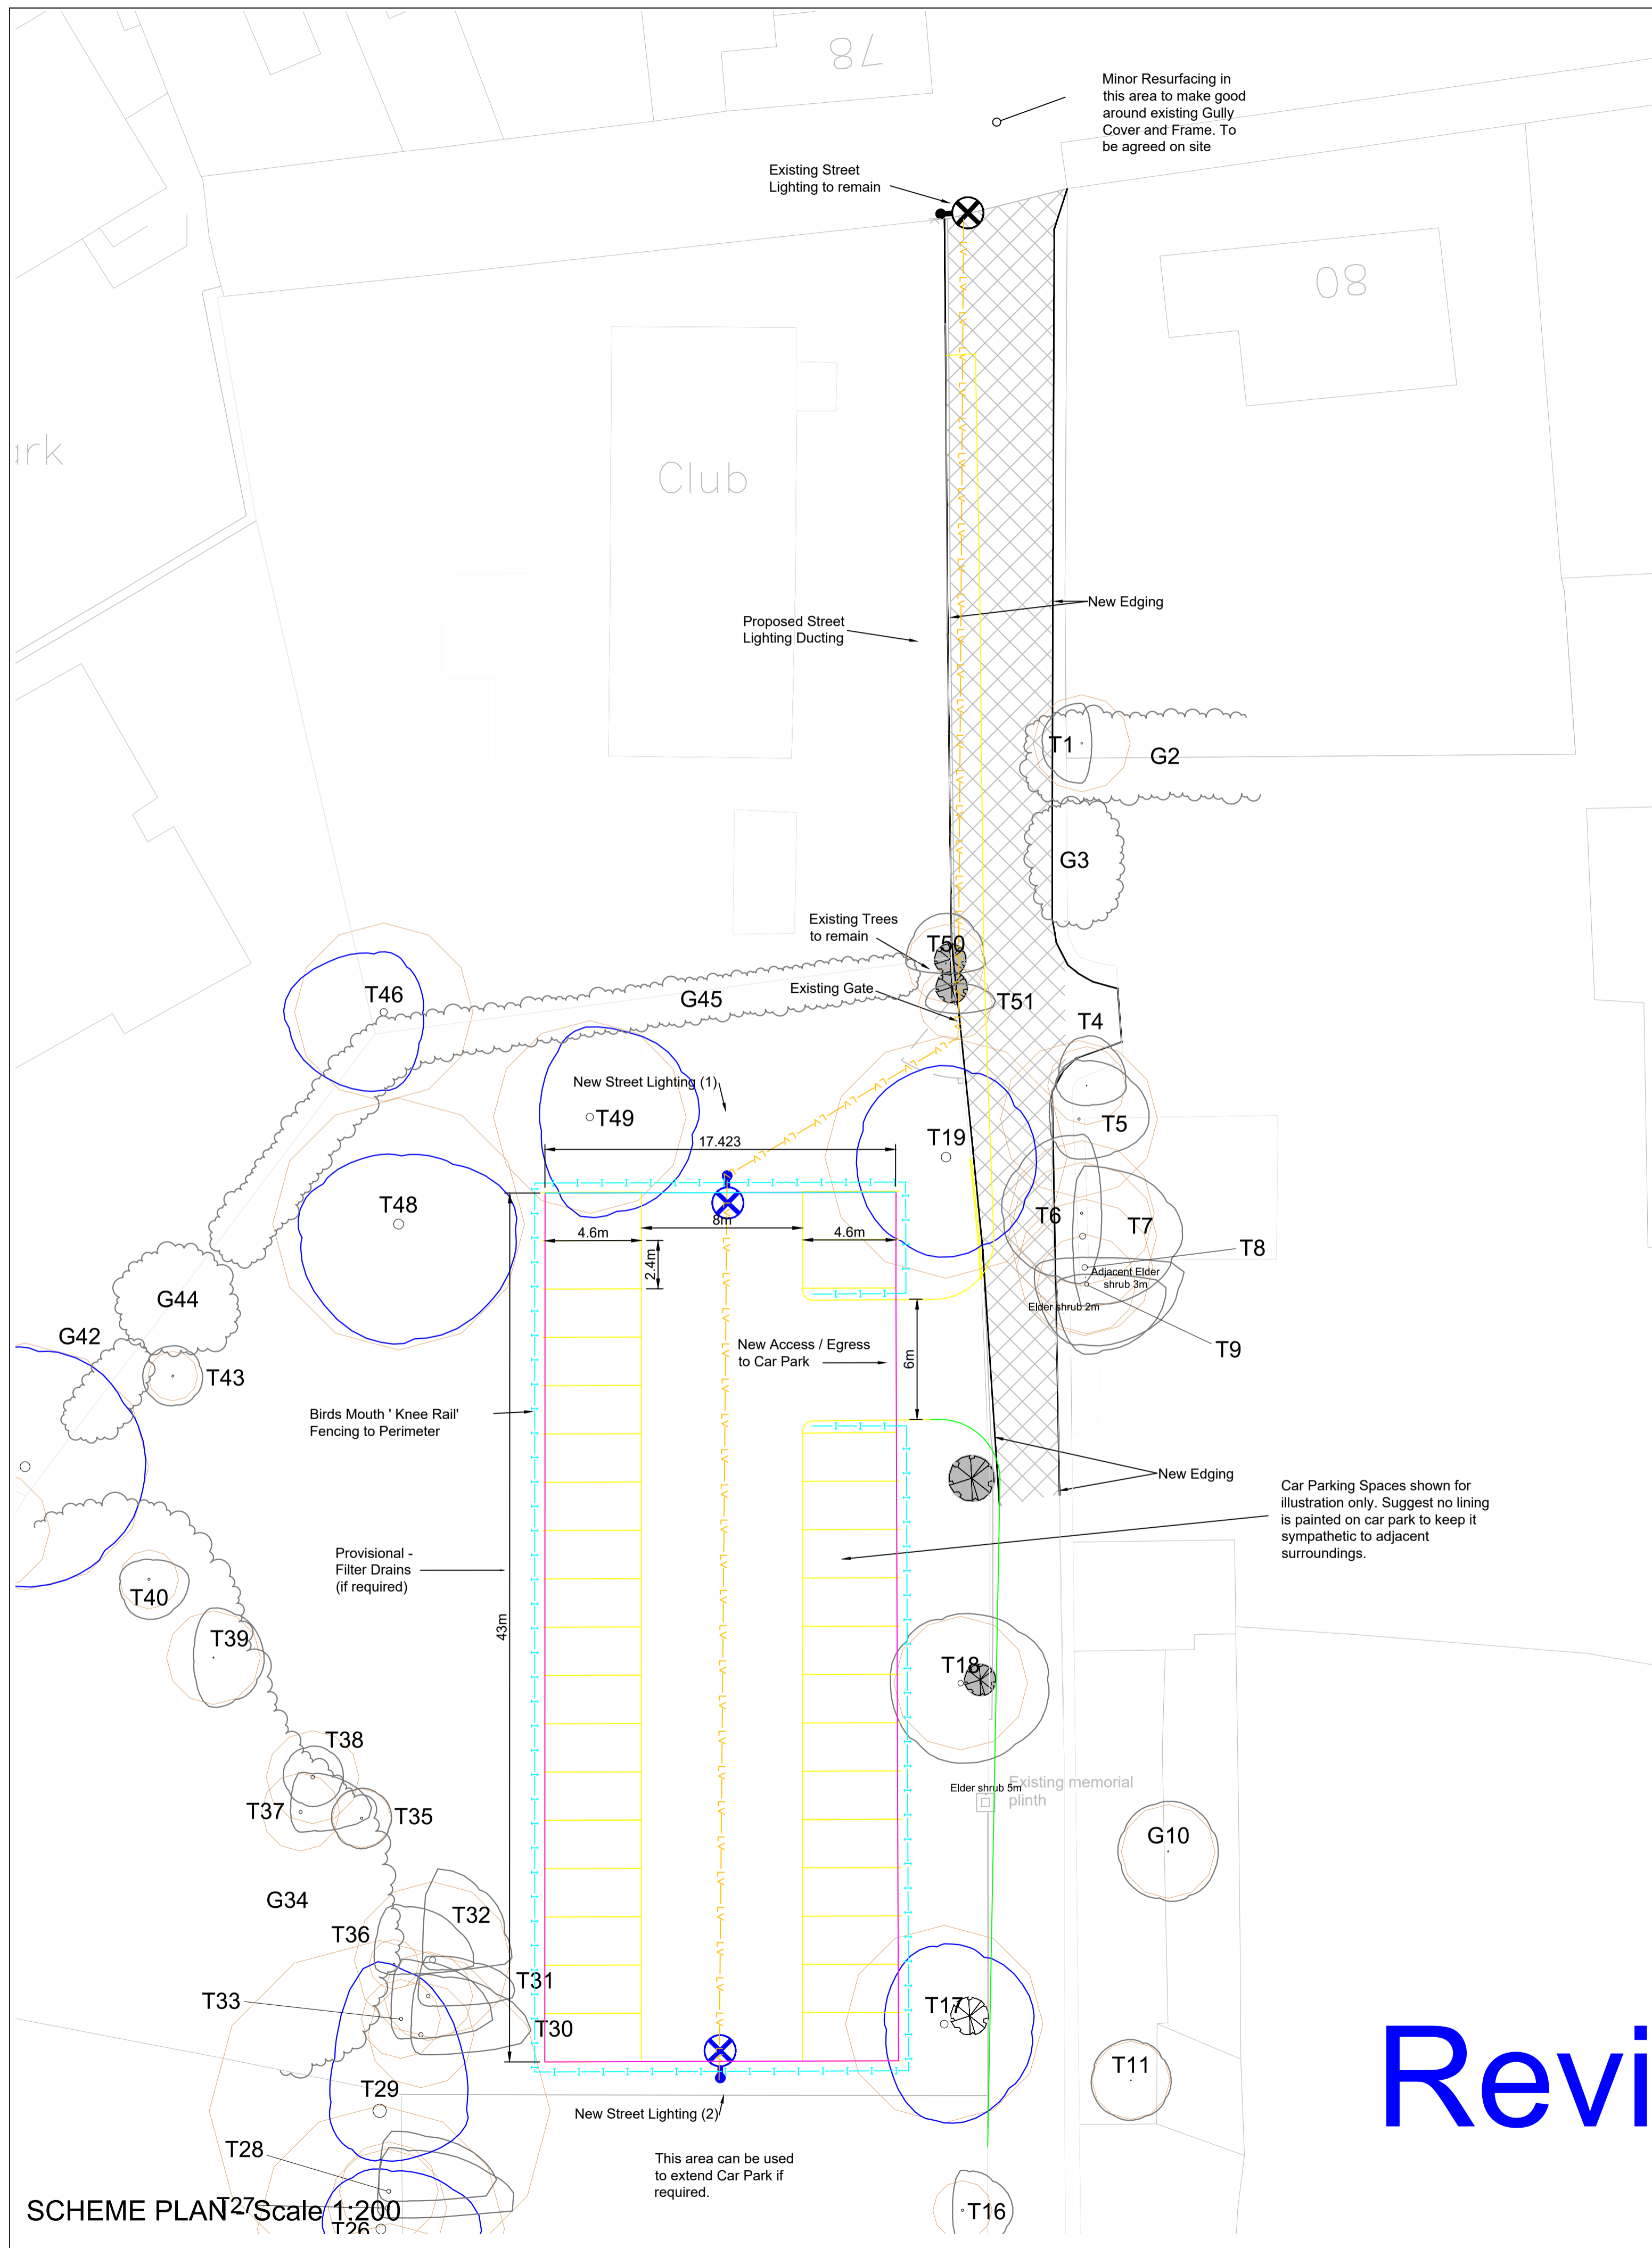 78
Minor Resurfacing in
this area to make good
around existing Gully
Cover and Frame. To
be agreed on site
Existing Street
Lighting to remain
80
ark
Club
New Edging
Proposed Street
Lighting Ducting
T1
G2
G3
Existing Trees
to remain
T50
Existing Gate
T51
T46
G45
T4
New Street Lighting (1)
T49
T5
17.423
T19
T48
T6
T7
8m
4.6m
4.6m
2.4m
T8
Adjacent Elder
shrub 3m
Elder shrub 2m
G44
G42
T9
New Access / Egress
to Car Park
6m
T43
Birds Mouth ' Knee Rail'
Fencing to Perimeter
New Edging
Car Parking Spaces shown for
illustration only. Suggest no lining
is painted on car park to keep it
sympathetic to adjacent
surroundings.
Provisional -
Filter Drains
(if required)
T40
43m
T39
T18
T38
Elder shrub 5m
Existing memorial
plinth
T37
T35
G10
G34
T32
T36
T31
T33
T17
T30
T11
Revi
T29
New Street Lighting (2)
T28
This area can be used
to extend Car Park if
required.
T27
SCHEME PLAN - Scale 1:200
T26
T16